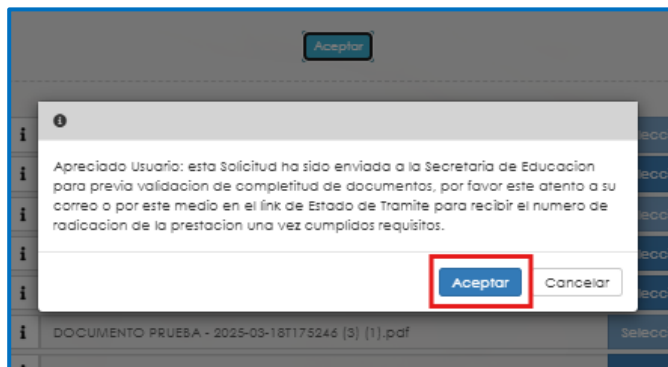 Aceptar
Apreciado Usuario: esta Solicitud ha sido enviada a la Secretaria de Educacion
para previa validacion de completitud de documentos, por favor este atento a su
correo o por este medio en el link de Estado de Tramite para recibir el numero de
radicacion de la prestacion una vez cumplidos requisitos.
Aceptar Cancelar
DOCUMENTO PRUEBA - 2025-03-18T175246 (3) (1).pdf